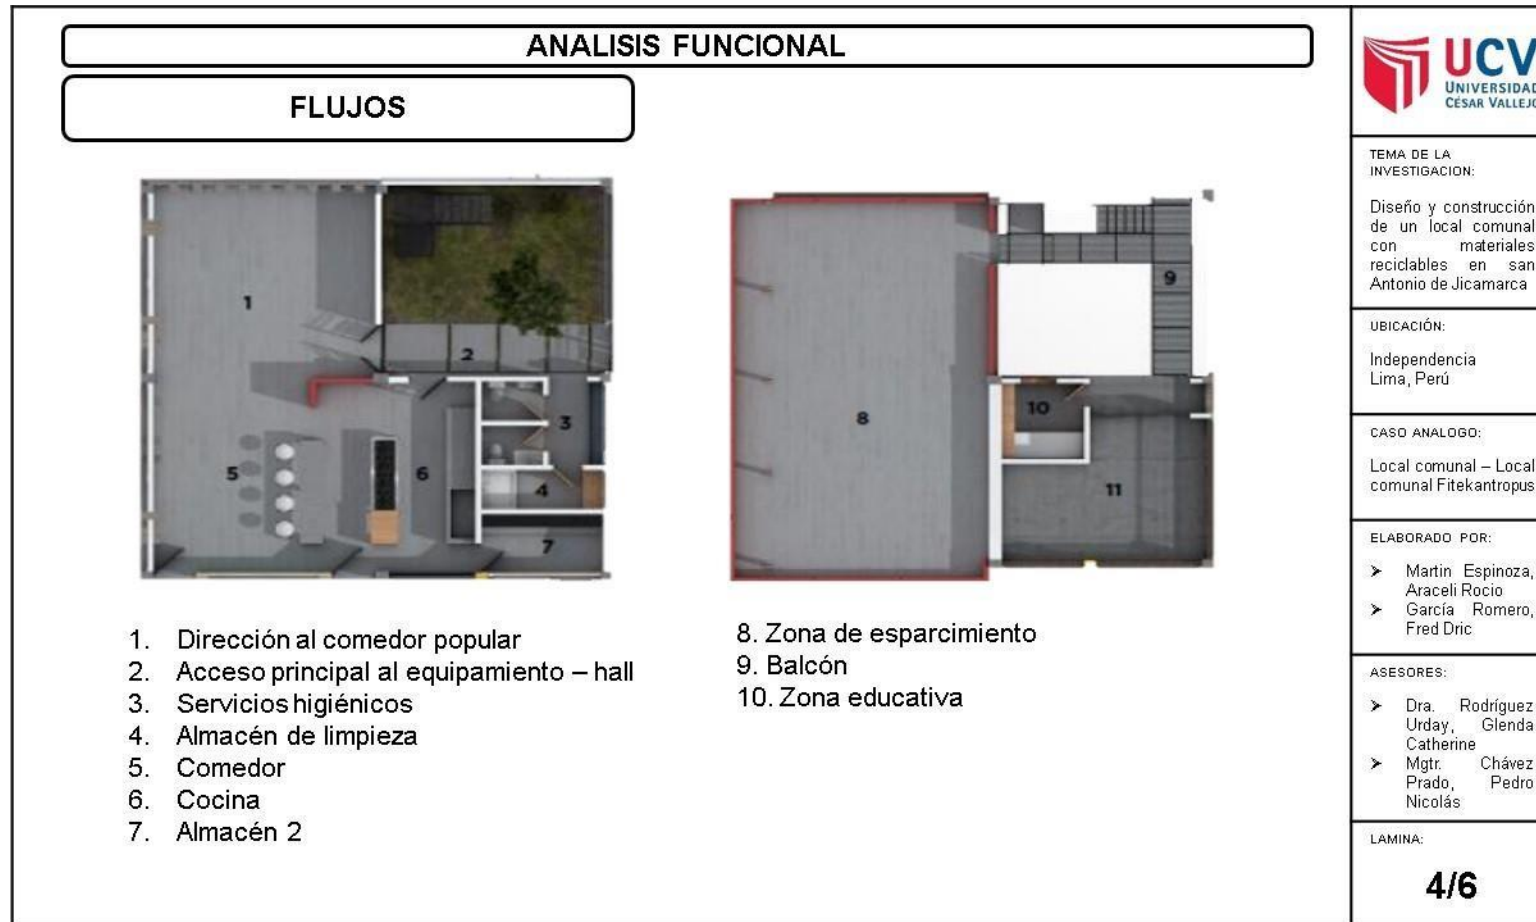 ANALISIS FUNCIONAL
FLUJOS
1
2
3
4
5
6
7
8
9
10
11
1. Dirección al comedor popular
2. Acceso principal al equipamiento – hall
3. Servicios higiénicos
4. Almacén de limpieza
5. Comedor
6. Cocina
7. Almacén 2
8. Zona de esparcimiento
9. Balcón
10. Zona educativa
UCV
UNIVERSIDAD
CÉSAR VALLEJO
TEMA DE LA
INVESTIGACION:
Diseño y construcción
de un local comunal
con materiales
reciclables en san
Antonio de Jicamarca
UBICACIÓN:
Independencia
Lima, Perú
CASO ANALOGO:
Local comunal – Local
comunal Fitekantropus
ELABORADO POR:
➤ Martin Espinoza,
Araceli Rocio
➤ García Romero,
Fred Dric
ASESORES:
➤ Dra. Rodríguez
Urday, Glenda
Catherine
➤ Mgtr. Chávez
Prado, Pedro
Nicolás
LAMINA:
4/6